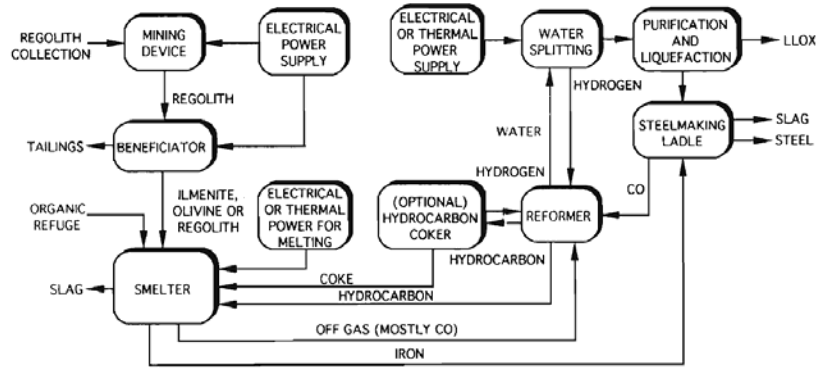 REGOLITH
COLLECTION
MINING
DEVICE
ELECTRICAL
POWER
SUPPLY
ELECTRICAL
OR THERMAL
POWER
SUPPLY
WATER
SPLITTING
PURIFICATION
AND
LIQUEFACTION
LLOX
REGOLITH
HYDROGEN
TAILINGS
BENEFICIATOR
WATER
STEELMAKING
LADLE
SLAG
STEEL
HYDROGEN
CO
ORGANIC
REFUGE
ILMENITE,
OLIVINE OR
REGOLITH
ELECTRICAL
OR THERMAL
POWER FOR
MELTING
(OPTIONAL)
HYDROCARBON
COKER
REFORMER
HYDROCARBON
SLAG
SMELTER
COKE
HYDROCARBON
OFF GAS (MOSTLY CO)
IRON